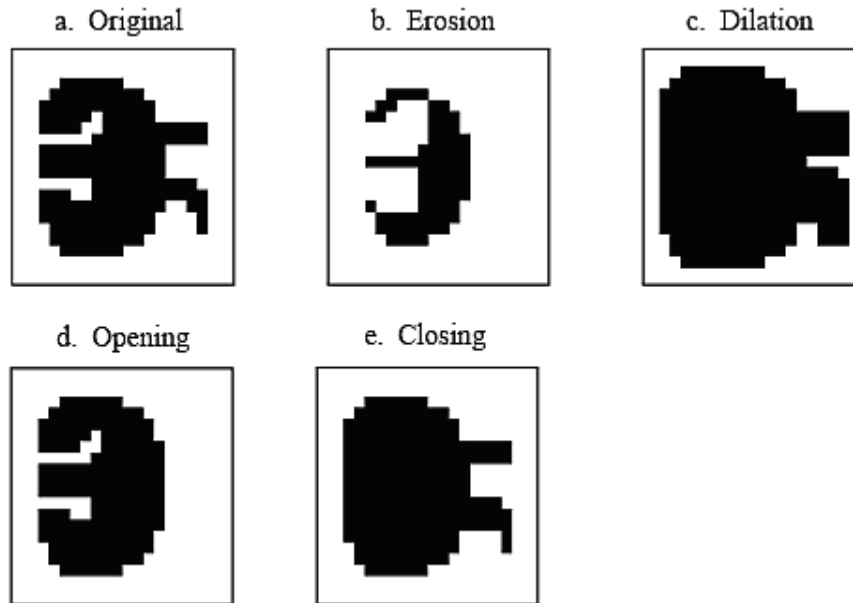 a. Original
b. Erosion
c. Dilation
d. Opening
e. Closing